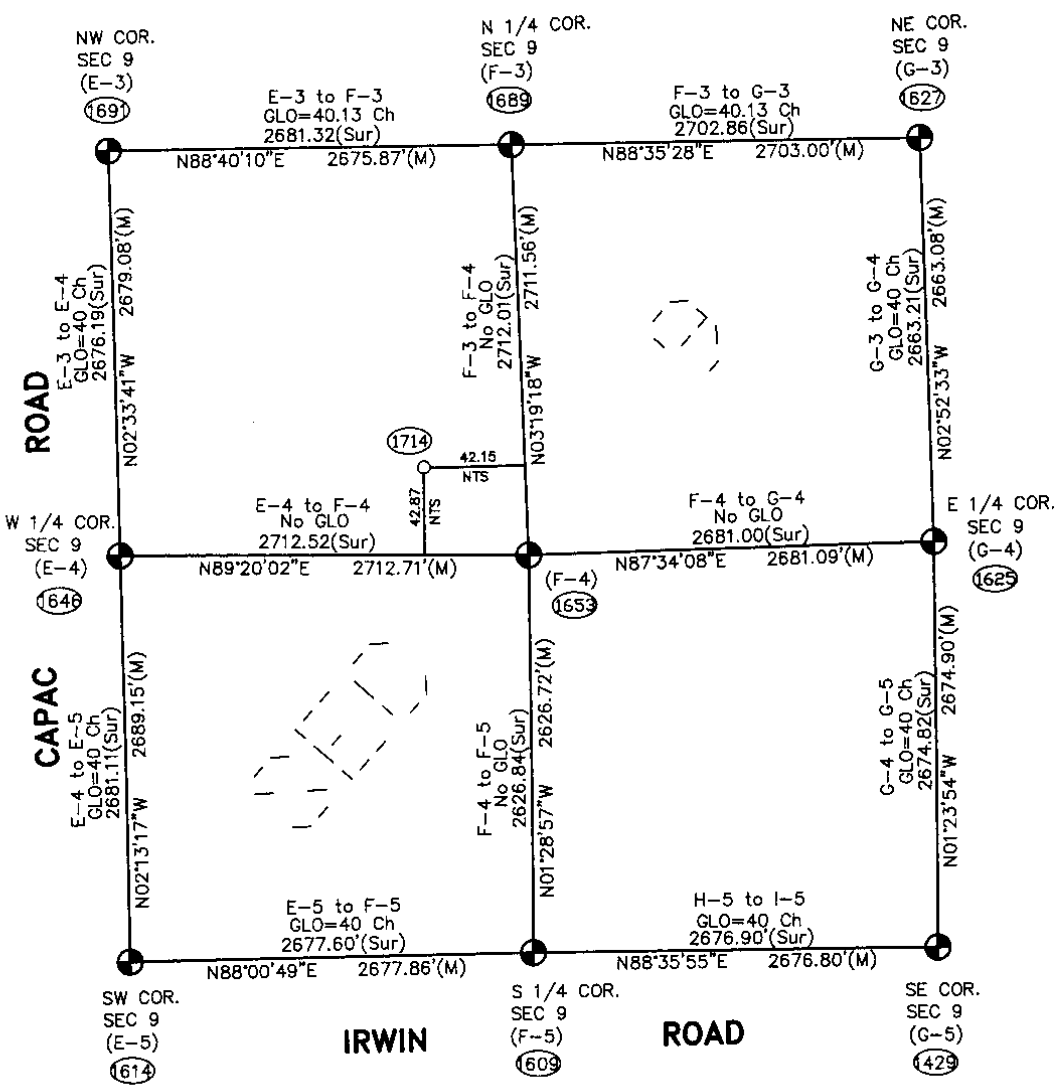 NW COR.
SEC 9
(E-3)
1691
N 1/4 COR.
SEC 9
(F-3)
1689
NE COR.
SEC 9
(G-3)
1627
E-3 to F-3
GLO=40.13 Ch
2681.32(Sur)
N88°40'10"E 2675.87'(M)
F-3 to G-3
GLO=40.13 Ch
2702.86(Sur)
N88°35'28"E 2703.00'(M)
E-3 to E-4
GLO=40 Ch
2676.19(Sur)
N02°33'41"W 2679.08'(M)
F-3 to F-4
No GLO
2712.01(Sur)
N03°19'18"W 2711.56'(M)
G-3 to G-4
GLO=40 Ch
2663.21(Sur)
N02°52'33"W 2663.08'(M)
ROAD
1714
42.15
NTS
42.87
NTS
W 1/4 COR.
SEC 9
(E-4)
1646
E-4 to F-4
No GLO
2712.52(Sur)
N89°20'02"E 2712.71'(M)
(F-4)
1653
F-4 to G-4
No GLO
2681.00(Sur)
N87°34'08"E 2681.09'(M)
E 1/4 COR.
SEC 9
(G-4)
1625
CAPAC
E-4 to E-5
GLO=40 Ch
2681.11(Sur)
N02°13'17"W 2689.15'(M)
F-4 to F-5
No GLO
2626.84(Sur)
N01°28'57"W 2626.72'(M)
G-4 to G-5
GLO=40 Ch
2674.82(Sur)
N01°23'54"W 2674.90'(M)
E-5 to F-5
GLO=40 Ch
2677.60'(Sur)
N88°00'49"E 2677.86'(M)
H-5 to I-5
GLO=40 Ch
2676.90'(Sur)
N88°35'55"E 2676.80'(M)
SW COR.
SEC 9
(E-5)
1614
IRWIN
S 1/4 COR.
SEC 9
(F-5)
1609
ROAD
SE COR.
SEC 9
(G-5)
1429